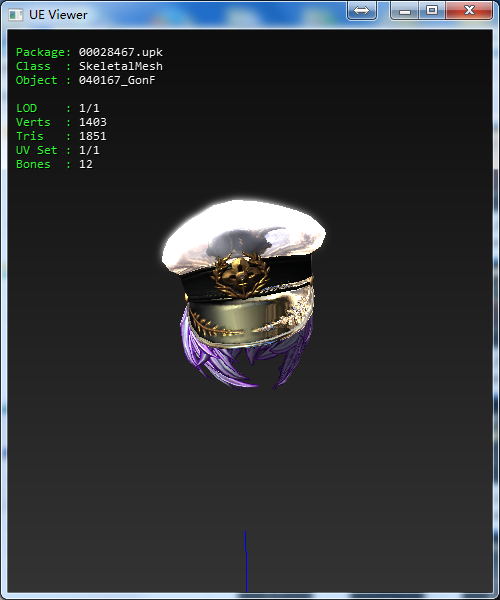 UE Viewer
Package: 00028467.upk
Class : SkeletalMesh
Object : 040167_GonF
LOD : 1/1
Verts : 1403
Tris : 1851
UV Set : 1/1
Bones : 12